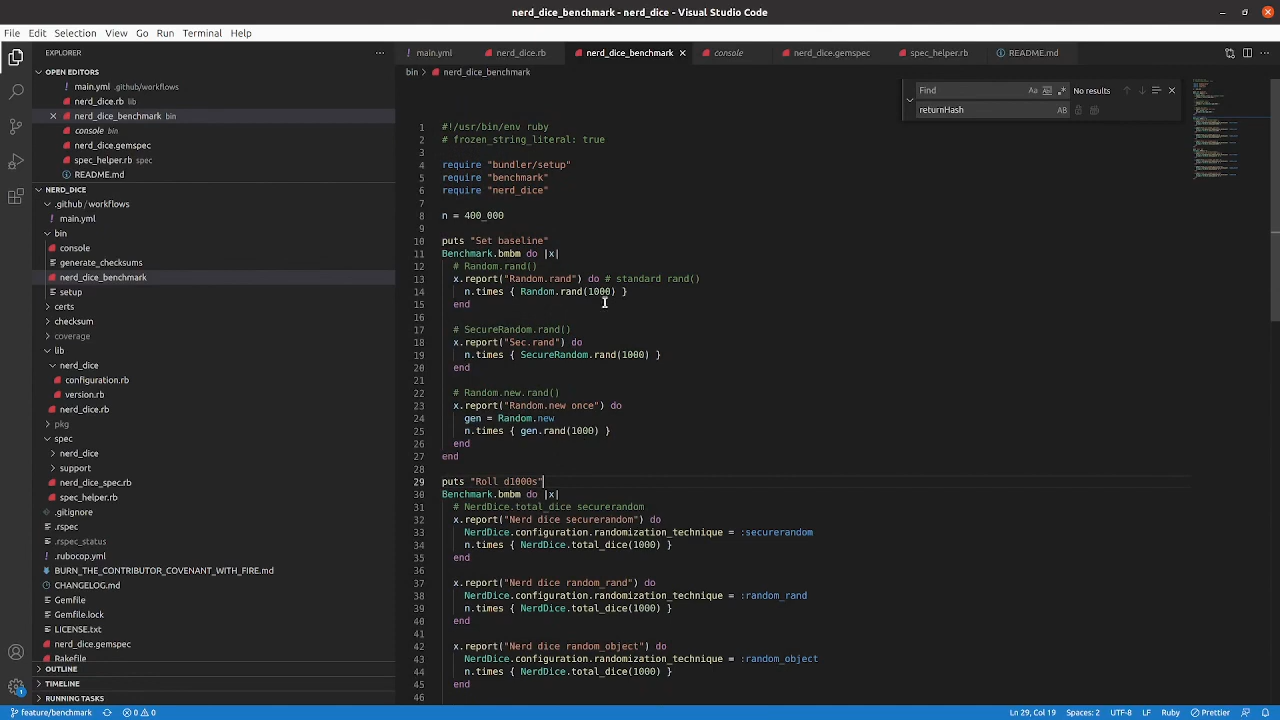 nerd_dice_benchmark - nerd_dice - Visual Studio Code
File Edit Selection View Go Run Terminal Help
EXPLORER
OPEN EDITORS
main.yml .github/workflows
nerd_dice.rb lib
nerd_dice_benchmark bin
console bin
nerd_dice.gemspec
spec_helper.rb spec
README.md
NERD_DICE
.github / workflows
main.yml
bin
console
generate_checksums
nerd_dice_benchmark
setup
certs
checksum
coverage
lib
nerd_dice
configuration.rb
version.rb
nerd_dice.rb
pkg
spec
nerd_dice
support
nerd_dice_spec.rb
spec_helper.rb
.gitignore
.rspec
.rspec_status
.rubocop.yml
BURN_THE_CONTRIBUTOR_COVENANT_WITH_FIRE.md
CHANGELOG.md
Gemfile
Gemfile.lock
LICENSE.txt
nerd_dice.gemspec
Rakefile
OUTLINE
TIMELINE
RUNNING TASKS
main.yml nerd_dice.rb nerd_dice_benchmark console nerd_dice.gemspec spec_helper.rb README.md
bin > nerd_dice_benchmark
Find Aa No results
returnHash AB
1 #!/usr/bin/env ruby
2 # frozen_string_literal: true
3
4 require "bundler/setup"
5 require "benchmark"
6 require "nerd_dice"
7
8 n = 400_000
9
10 puts "Set baseline"
11 Benchmark.bmbm do |x|
12 # Random.rand()
13 x.report("Random.rand") do # standard rand()
14 n.times { Random.rand(1000) }
15 end
16
17 # SecureRandom.rand()
18 x.report("Sec.rand") do
19 n.times { SecureRandom.rand(1000) }
20 end
21
22 # Random.new.rand()
23 x.report("Random.new once") do
24 gen = Random.new
25 n.times { gen.rand(1000) }
26 end
27 end
28
29 puts "Roll d1000s"
30 Benchmark.bmbm do |x|
31 # NerdDice.total_dice securerandom
32 x.report("Nerd dice securerandom") do
33 NerdDice.configuration.randomization_technique = :securerandom
34 n.times { NerdDice.total_dice(1000) }
35 end
36
37 x.report("Nerd dice random_rand") do
38 NerdDice.configuration.randomization_technique = :random_rand
39 n.times { NerdDice.total_dice(1000) }
40 end
41
42 x.report("Nerd dice random_object") do
43 NerdDice.configuration.randomization_technique = :random_object
44 n.times { NerdDice.total_dice(1000) }
45 end
46
1
feature/benchmark 0 0 Ln 29, Col 19 Spaces: 2 UTF-8 LF Ruby Prettier